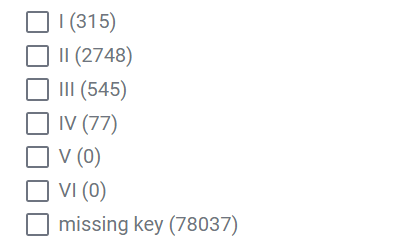 I (315)
II (2748)
III (545)
IV (77)
V (0)
VI (0)
missing key (78037)